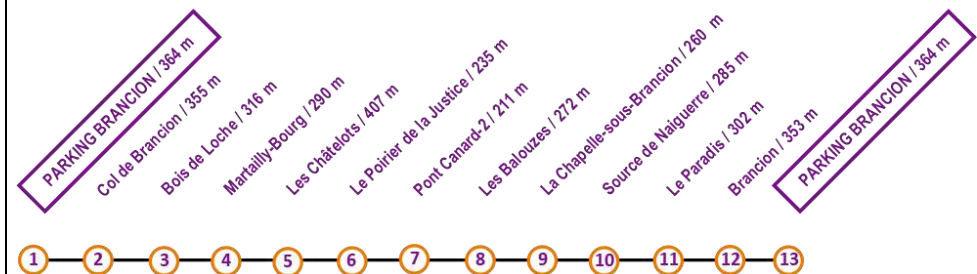 PARKING BRANCION / 364 m
Col de Brancion / 355 m
Bois de Loche / 316 m
Martailly-Bourg / 290 m
Les Châtelots / 407 m
Le Poirier de la Justice / 235 m
Pont Canard-2 / 211 m
Les Balouzes / 272 m
La Chapelle-sous-Brancion / 260 m
Source de Naiguerre / 285 m
Le Paradis / 302 m
Brancion / 353 m
PARKING BRANCION / 364 m
1 2 3 4 5 6 7 8 9 10 11 12 13